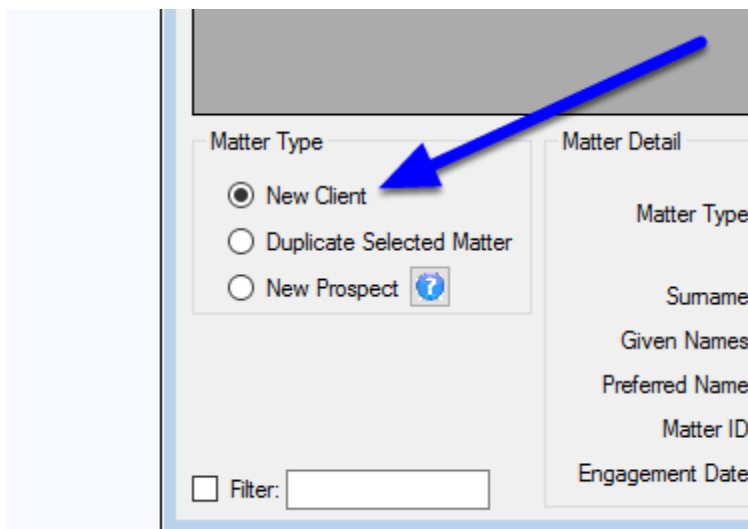 Matter Type
New Client
Duplicate Selected Matter
New Prospect
Filter:
Matter Detail
Matter Type
Surname
Given Names
Preferred Name
Matter ID
Engagement Date